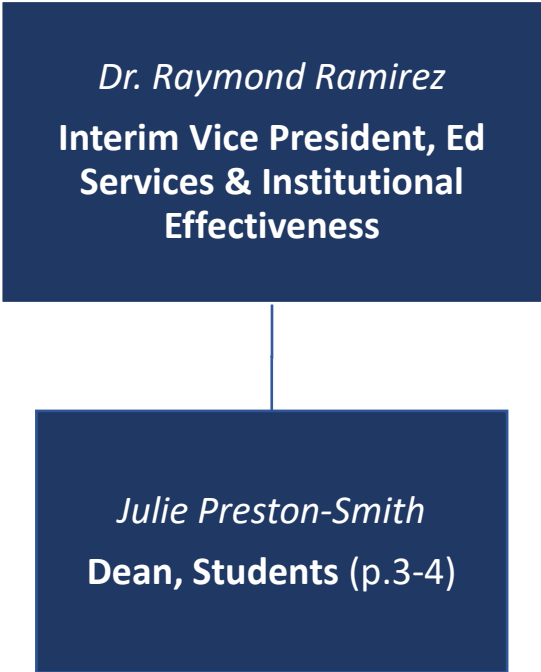 Dr. Raymond Ramirez
Interim Vice President, Ed
Services & Institutional
Effectiveness
Julie Preston-Smith
Dean, Students (p.3-4)